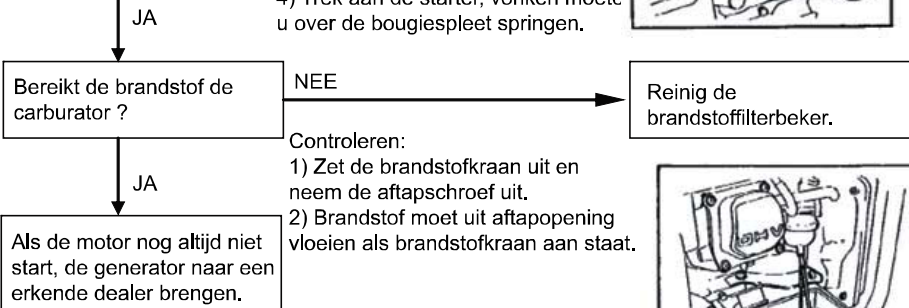 4) Trek aan de starter, vonken moete
JA
u over de bougiespleet springen.
Bereikt de brandstof de
carburator ?
NEE
Reinig de
brandstoffilterbeker.
Controleren:
1) Zet de brandstofkraan uit en
neem de aftapschroef uit.
2) Brandstof moet uit aftapopening
vloeien als brandstofkraan aan staat.
JA
Als de motor nog altijd niet
start, de generator naar een
erkende dealer brengen.
OHV